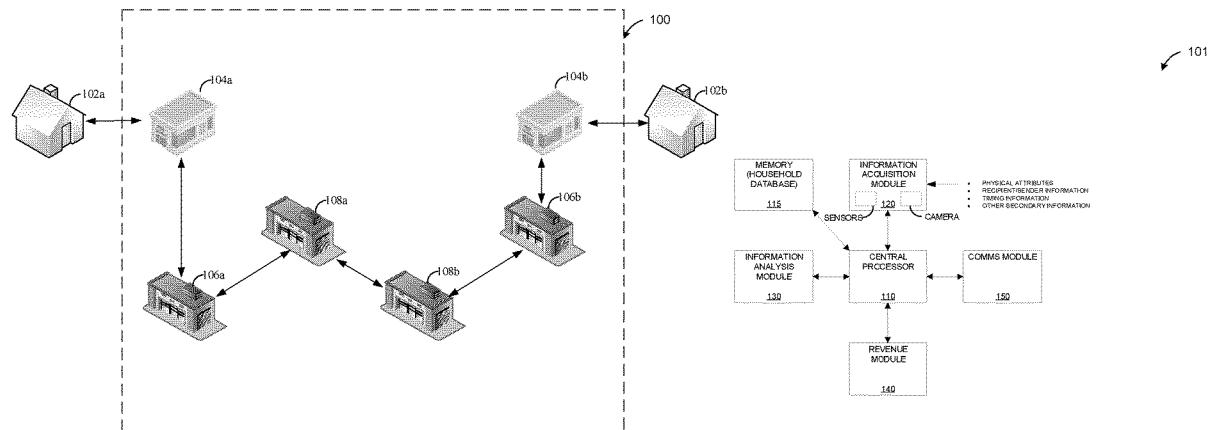 100
104a
104b
102a
102b
108a
106b
106a
108b
101
MEMORY
(HOUSEHOLD
DATABASE)
115
INFORMATION
ACQUISITION
MODULE
120
SENSORS
CAMERA
• PHYSICAL ATTRIBUTES
• RECIPIENT/SENDER INFORMATION
• TIMING INFORMATION
• OTHER SECONDARY INFORMATION
INFORMATION
ANALYSIS
MODULE
130
CENTRAL
PROCESSOR
110
COMMS MODULE
150
REVENUE
MODULE
140